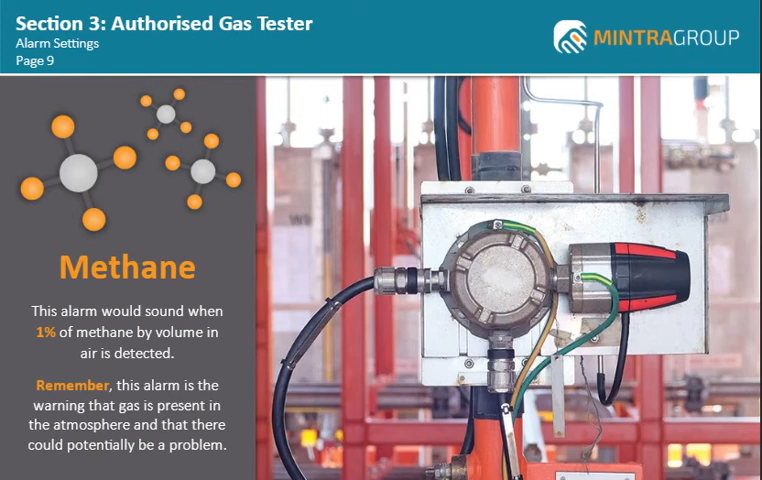 Section 3: Authorised Gas Tester
Alarm Settings
Page 9
MINTRAGROUP
Methane
This alarm would sound when
1% of methane by volume in
air is detected.
Remember, this alarm is the
warning that gas is present in
the atmosphere and that there
could potentially be a problem.